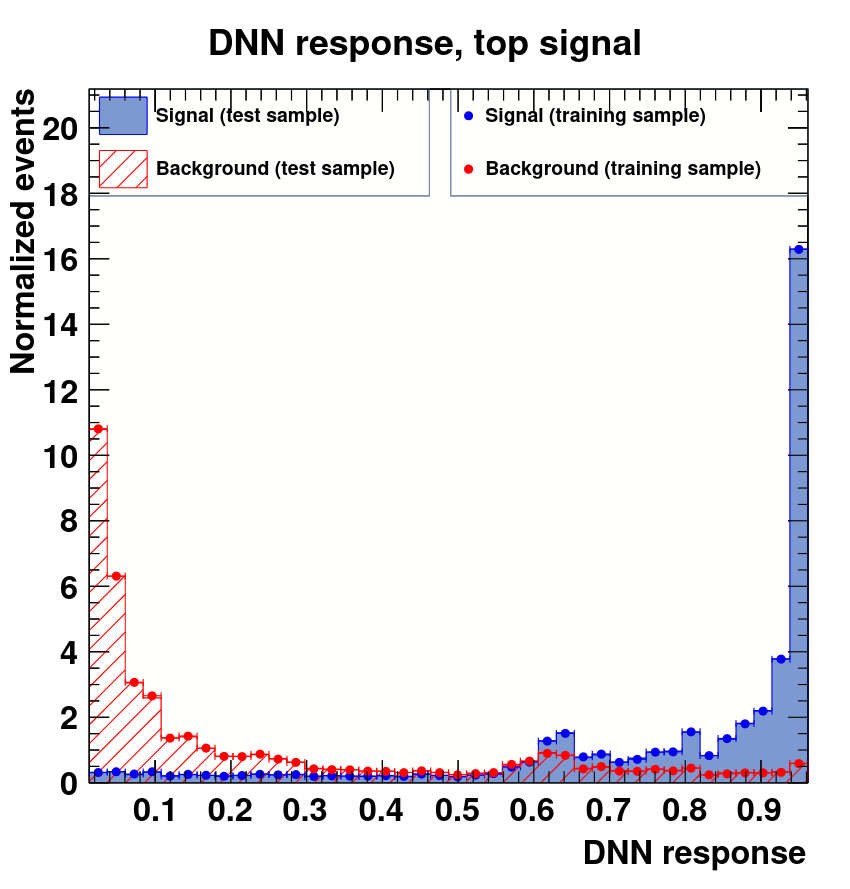 DNN response, top signal
Normalized events
Signal (test sample)
Background (test sample)
Signal (training sample)
Background (training sample)
20
18
16
14
12
10
8
6
4
2
0
0.1 0.2 0.3 0.4 0.5 0.6 0.7 0.8 0.9
DNN response